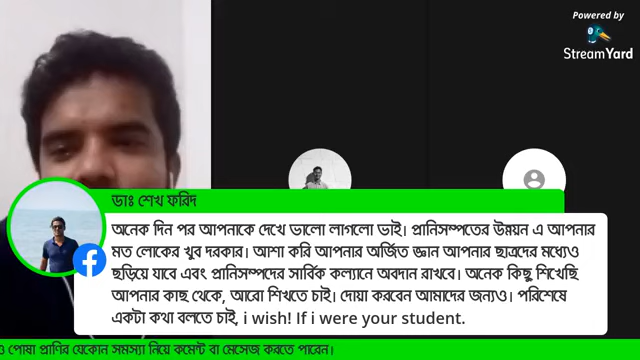 Powered by
StreamYard
ডাঃ শেখ ফরিদ
অনেক দিন পর আপনাকে দেখে ভালো লাগলো ভাই। প্রানিসম্পতের উন্নয়ন এ আপনার
মত লোকের খুব দরকার। আশা করি আপনার অর্জিত জ্ঞান আপনার ছাত্রদের মধ্যেও
ছড়িয়ে যাবে এবং প্রানিসম্পদের সার্বিক কল্যানে অবদান রাখবে। অনেক কিছু শিখেছি
আপনার কাছ থেকে, আরো শিখতে চাই। দোয়া করবেন আমাদের জন্যও। পরিশেষে
একটা কথা বলতে চাই, i wish! If i were your student.
ও পোষা প্রাণির যেকোন সমস্যা নিয়ে কমেন্ট বা মেসেজ করতে পারেন।